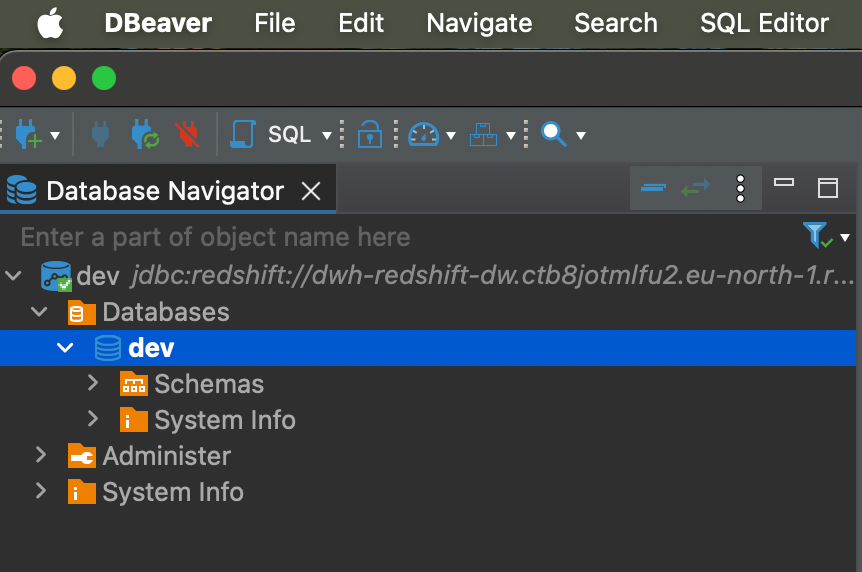 DBeaver File Edit Navigate Search SQL Editor
SQL
Database Navigator
Enter a part of object name here
dev jdbc:redshift://dwh-redshift-dw.ctb8jotmlfu2.eu-north-1.r...
Databases
dev
Schemas
System Info
Administer
System Info